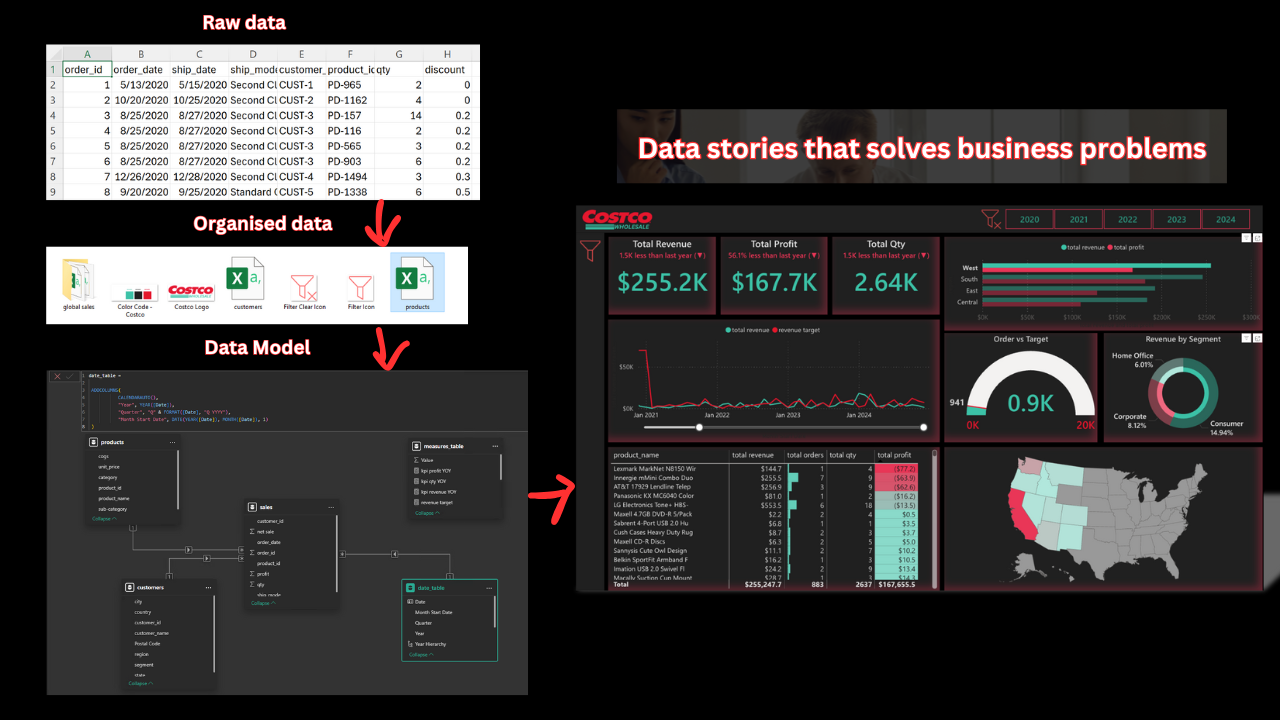 Raw data
A B C D E F G H
1 order_id order_date ship_date ship_mode customer_ product_id qty discount
2 1 5/13/2020 5/15/2020 Second Cl CUST-1 PD-965 2 0
3 2 10/20/2020 10/25/2020 Second Cl CUST-2 PD-1162 4 0
4 3 8/25/2020 8/27/2020 Second Cl CUST-3 PD-157 14 0.2
5 4 8/25/2020 8/27/2020 Second Cl CUST-3 PD-116 2 0.2
6 5 8/25/2020 8/27/2020 Second Cl CUST-3 PD-565 3 0.2
7 6 8/25/2020 8/27/2020 Second Cl CUST-3 PD-903 6 0.2
8 7 12/26/2020 12/28/2020 Second Cl CUST-4 PD-1494 3 0.3
9 8 9/20/2020 9/25/2020 Standard C CUST-5 PD-1338 6 0.5
Organised data
COSTCO
WHOLESALE
global sales
Color Code -
Costco
Costco Logo
customers
Filter Clear Icon
Filter Icon
products
Data Model
1 date_table =
ADDCOLUMNS(
CALENDARAUTO(),
"Year", YEAR([Date]),
"Quarter", "Q" & FORMAT([Date], "Q YYYY"),
"Month Start Date", DATE(YEAR([Date]), MONTH([Date]), 1)
)
products
cogs
unit_price
category
product_id
product_name
sub-category
Collapse
measures_table
Value
kpi profit YOY
kpi qty YOY
kpi revenue YOY
revenue target
Collapse
sales
customer_id
net sale
order_date
order_id
product_id
profit
qty
ship_mode
Collapse
customers
city
country
customer_id
customer_name
Postal Code
region
segment
state
Collapse
date_table
Date
Month Start Date
Quarter
Year
Year Hierarchy
Collapse
Data stories that solves business problems
COSTCO
WHOLESALE
2020 2021 2022 2023 2024
Total Revenue
1.5K less than last year (▼)
$255.2K
Total Profit
56.1% less than last year (▼)
$167.7K
Total Qty
1.5K less than last year (▼)
2.64K
total revenue total profit
West
South
East
Central
$0K $50K $100K $150K $200K $250K $300K
total revenue revenue target
$50K
$0K
Jan 2021 Jan 2022 Jan 2023 Jan 2024
Order vs Target
941
0.9K
0K 20K
Revenue by Segment
Home Office
6.01%
Corporate
8.12%
Consumer
14.94%
product_name total revenue total orders total qty total profit
Lexmark MarkNet N8150 Wir $144.7 1 4 ($77.2)
Innergie mMini Combo Duo $255.5 7 9 ($63.9)
AT&T 17929 Lendline Telep $256.9 3 9 ($62.6)
Panasonic KX MC6040 Color $81.0 1 2 ($16.2)
LG Electronics Tone+ HBS- $553.5 6 18 ($13.5)
Maxell 4.7GB DVD-R 5/Pack $2.2 2 4 $0.5
Sabrent 4-Port USB 2.0 Hu $6.8 1 1 $3.5
Cush Cases Heavy Duty Rug $8.7 2 3 $3.7
Maxell CD-R Discs $6.3 2 5 $5.0
Sannysis Cute Owl Design $11.1 2 7 $10.2
Belkin SportFit Armband F $16.2 3 3 $10.5
Imation USB 2.0 Swivel Fl $24.2 2 9 $13.4
Macally Suction Cup Mount $28.7 1 3 $14.3
Total $255,247.7 883 2637 $167,655.5